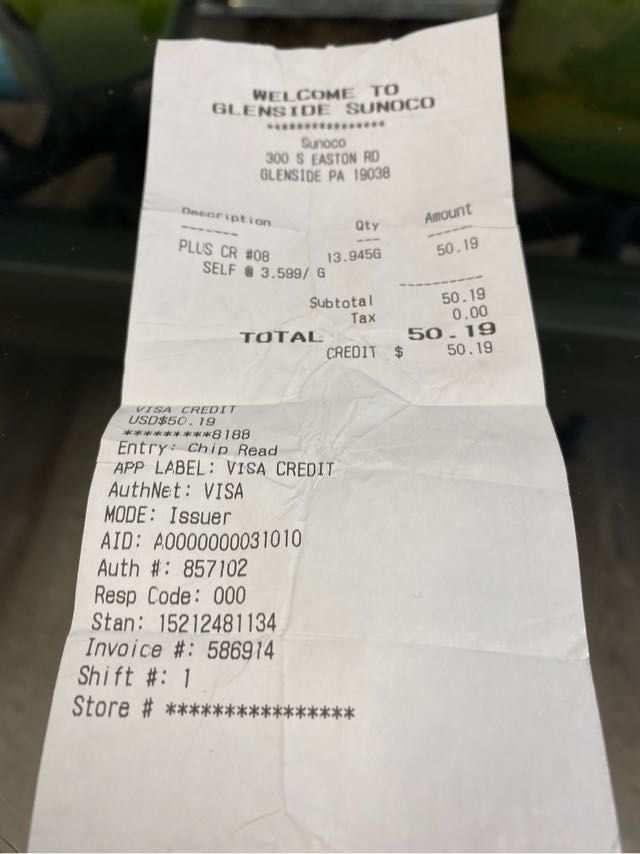 WELCOME TO
GLENSIDE SUNOCO
****************
Sunoco
300 S EASTON RD
GLENSIDE PA 19038
Description Qty Amount
------- ---- ------
PLUS CR #08 13.945G 50.19
SELF @ 3.599/ G
-----------
Subtotal 50.19
Tax 0.00
TOTAL 50.19
CREDIT $ 50.19
VISA CREDIT
USD$50.19
*********8188
Entry: Chip Read
APP LABEL: VISA CREDIT
AuthNet: VISA
MODE: Issuer
AID: A0000000031010
Auth #: 857102
Resp Code: 000
Stan: 15212481134
Invoice #: 586914
Shift #: 1
Store # ****************